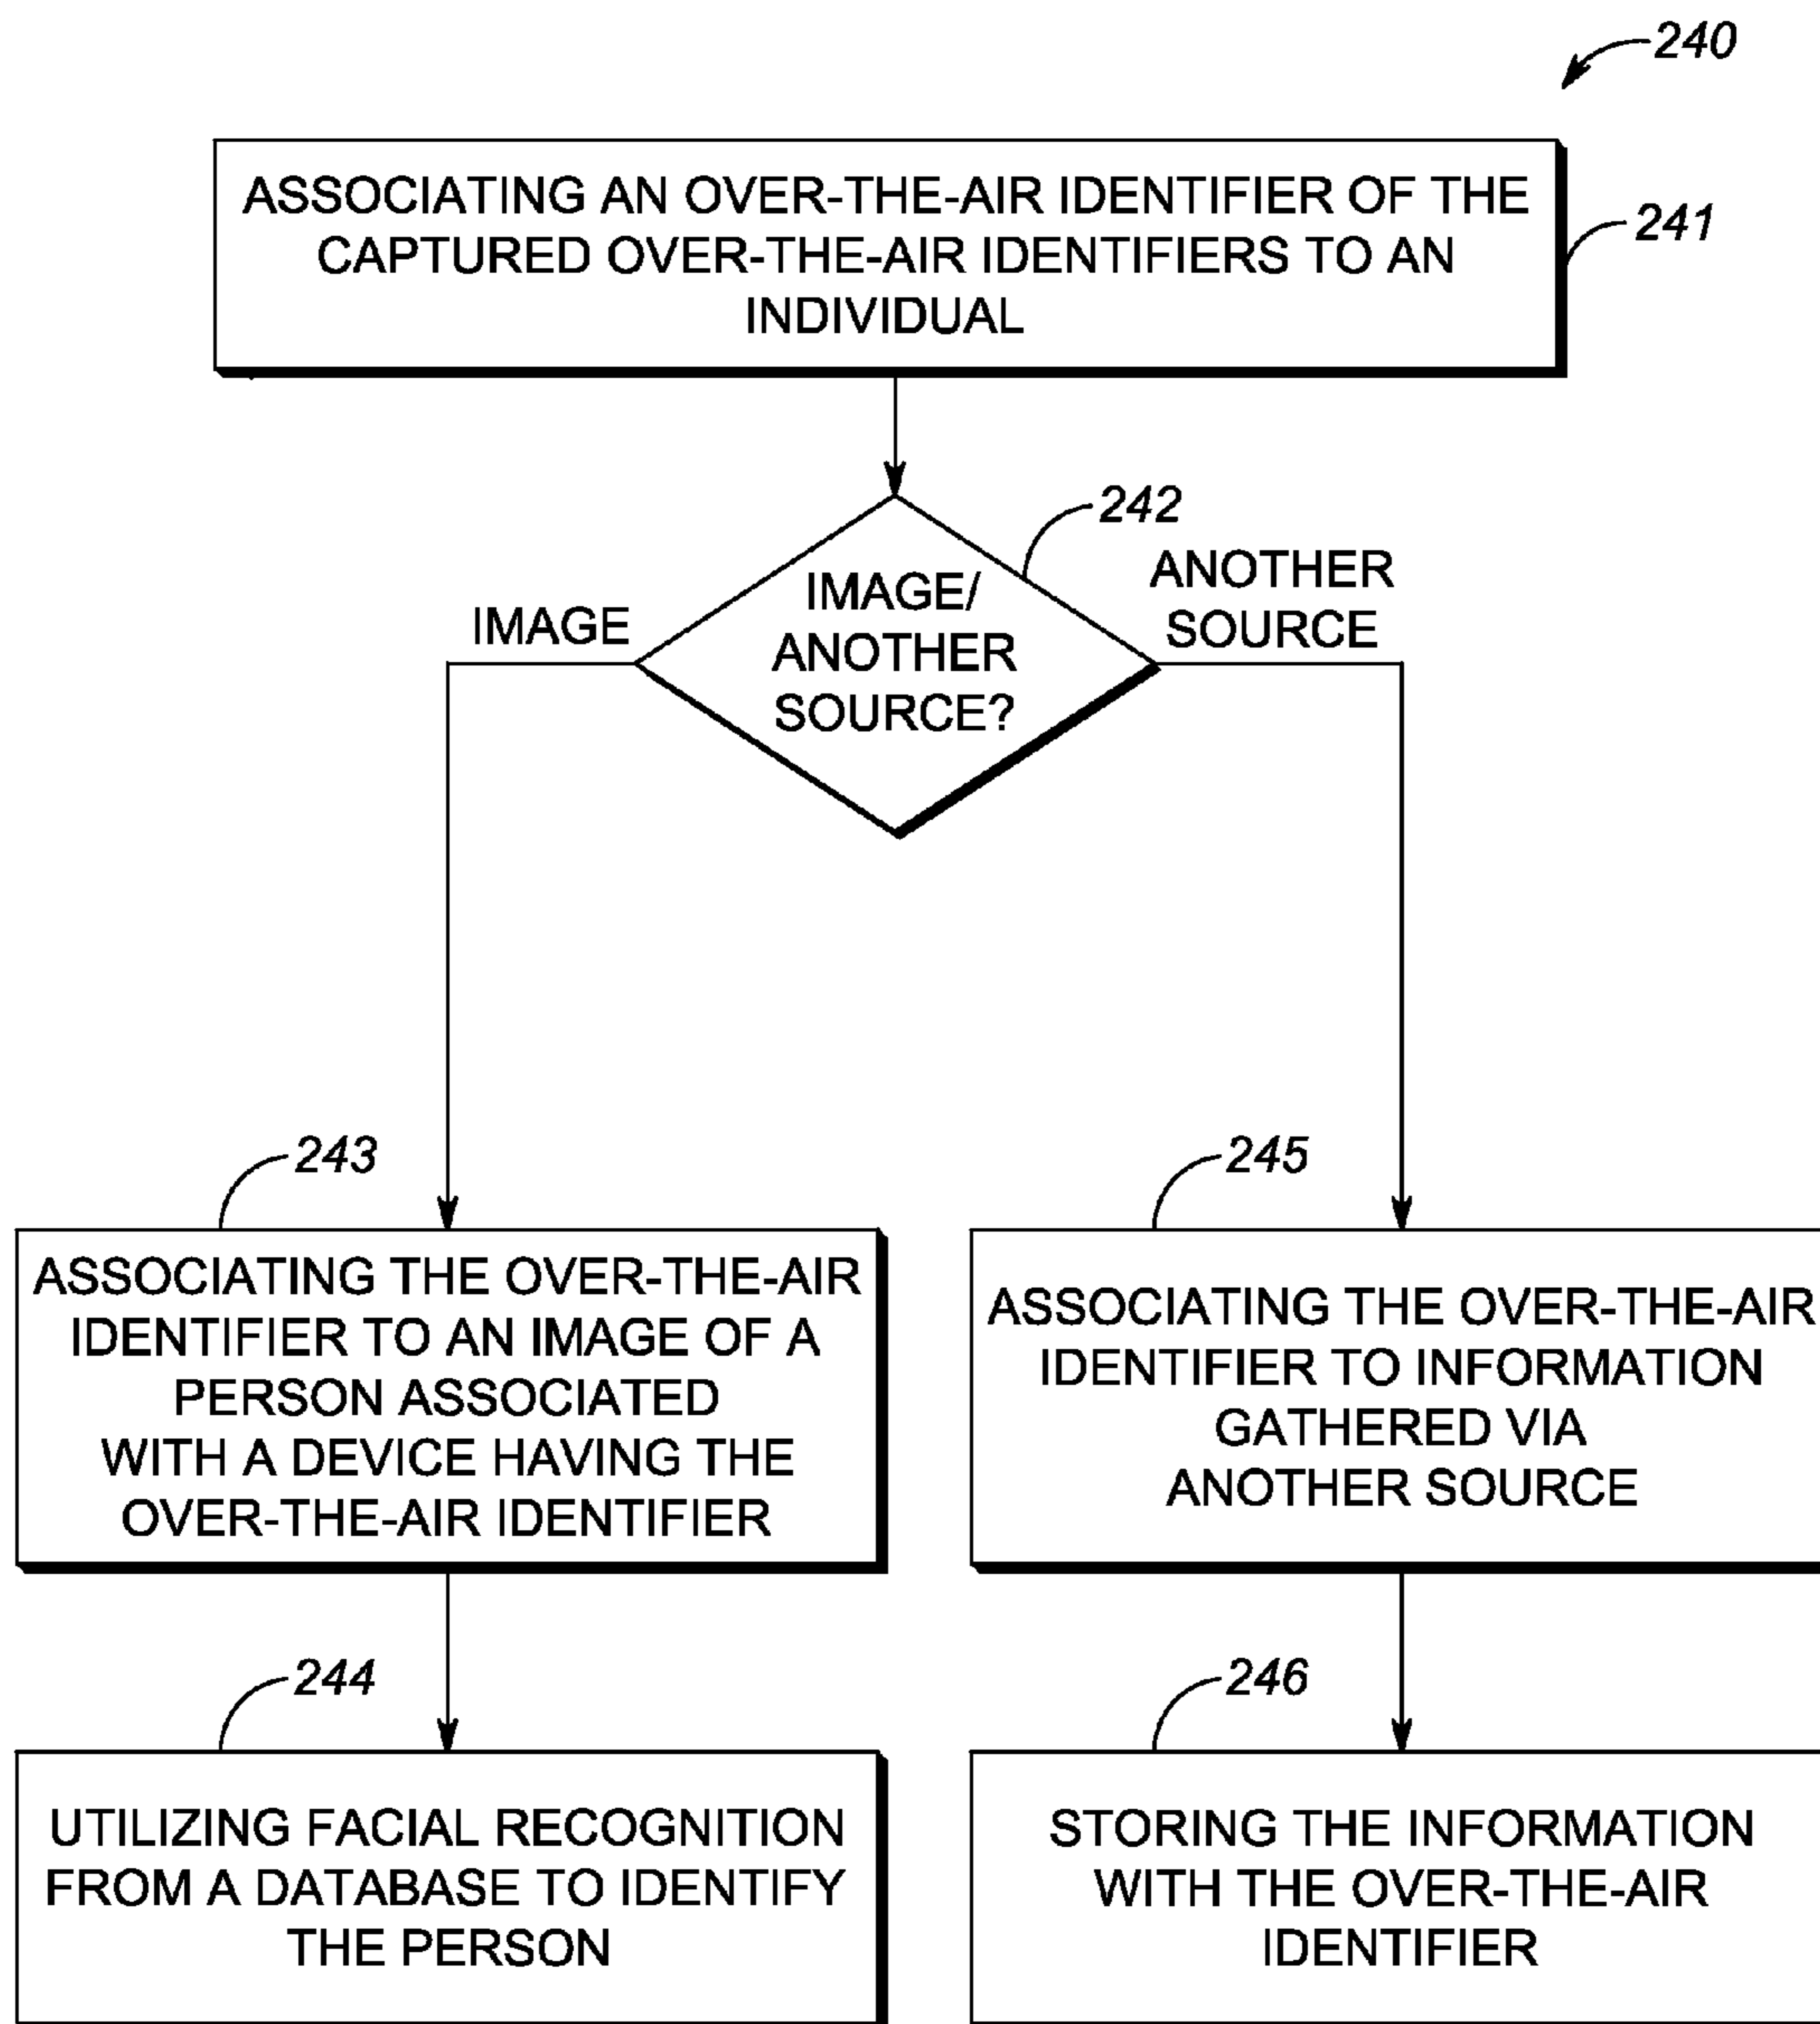 240
ASSOCIATING AN OVER-THE-AIR IDENTIFIER OF THE
CAPTURED OVER-THE-AIR IDENTIFIERS TO AN
INDIVIDUAL
241
242
IMAGE/
ANOTHER
SOURCE?
IMAGE
ANOTHER
SOURCE
243
ASSOCIATING THE OVER-THE-AIR
IDENTIFIER TO AN IMAGE OF A
PERSON ASSOCIATED
WITH A DEVICE HAVING THE
OVER-THE-AIR IDENTIFIER
245
ASSOCIATING THE OVER-THE-AIR
IDENTIFIER TO INFORMATION
GATHERED VIA
ANOTHER SOURCE
244
UTILIZING FACIAL RECOGNITION
FROM A DATABASE TO IDENTIFY
THE PERSON
246
STORING THE INFORMATION
WITH THE OVER-THE-AIR
IDENTIFIER